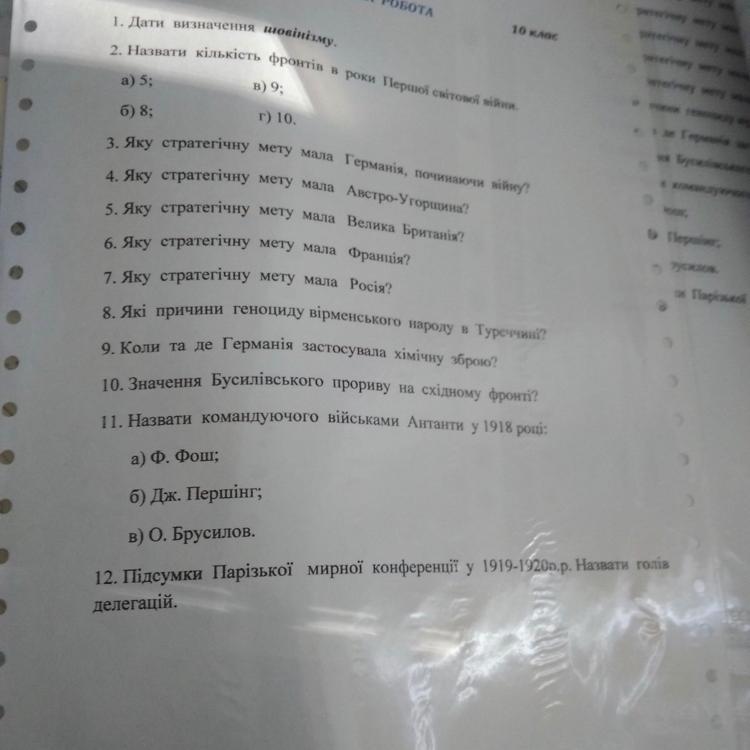 РОБОТА
10 клас
1. Дати визначення шовінізму.
2. Назвати кількість фронтів в роки Першої світової війни.
а) 5; в) 9;
б) 8; г) 10.
3. Яку стратегічну мету мала Германія, починаючи війну?
4. Яку стратегічну мету мала Австро-Угорщина?
5. Яку стратегічну мету мала Велика Британія?
6. Яку стратегічну мету мала Франція?
7. Яку стратегічну мету мала Росія?
8. Які причини геноциду вірменського народу в Туреччині?
9. Коли та де Германія застосувала хімічну зброю?
10. Значення Бусилівського прориву на східному фронті?
11. Назвати командуючого військами Антанти у 1918 році:
а) Ф. Фош;
б) Дж. Першінг;
в) О. Брусилов.
12. Підсумки Парізької мирної конференції у 1919-1920п.р. Назвати голів
делегацій.